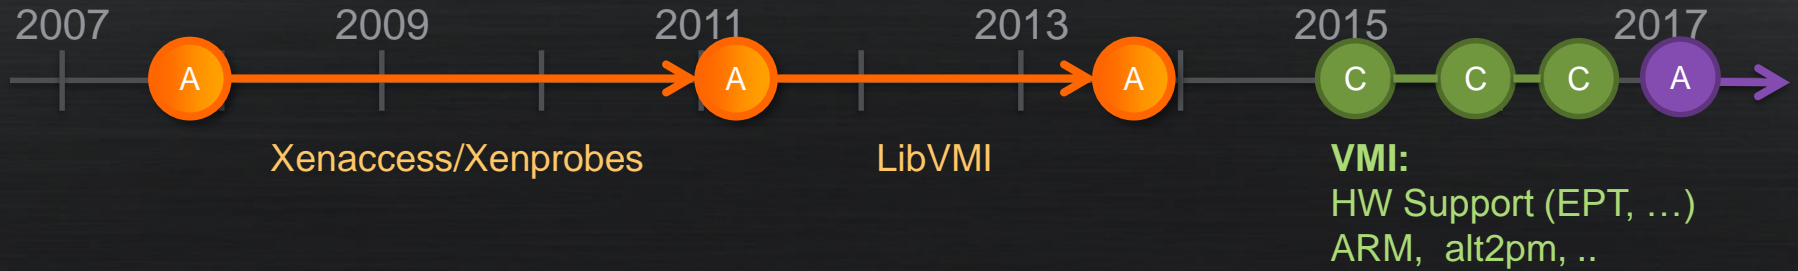 2007 2009 2011 2013 2015 2017
A A A C C C A
Xenaccess/Xenprobes LibVMI VMI:
HW Support (EPT, …)
ARM, alt2pm, ..